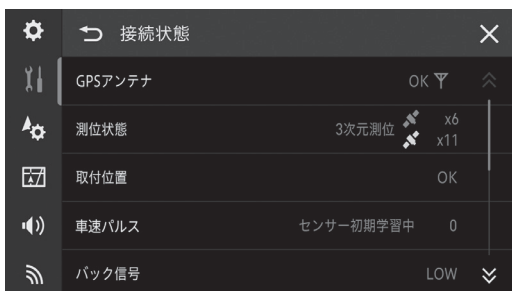 接続状態
GPSアンテナ OK
測位状態 3次元測位 x6
x11
取付位置 OK
車速パルス センサー初期学習中 0
バック信号 LOW